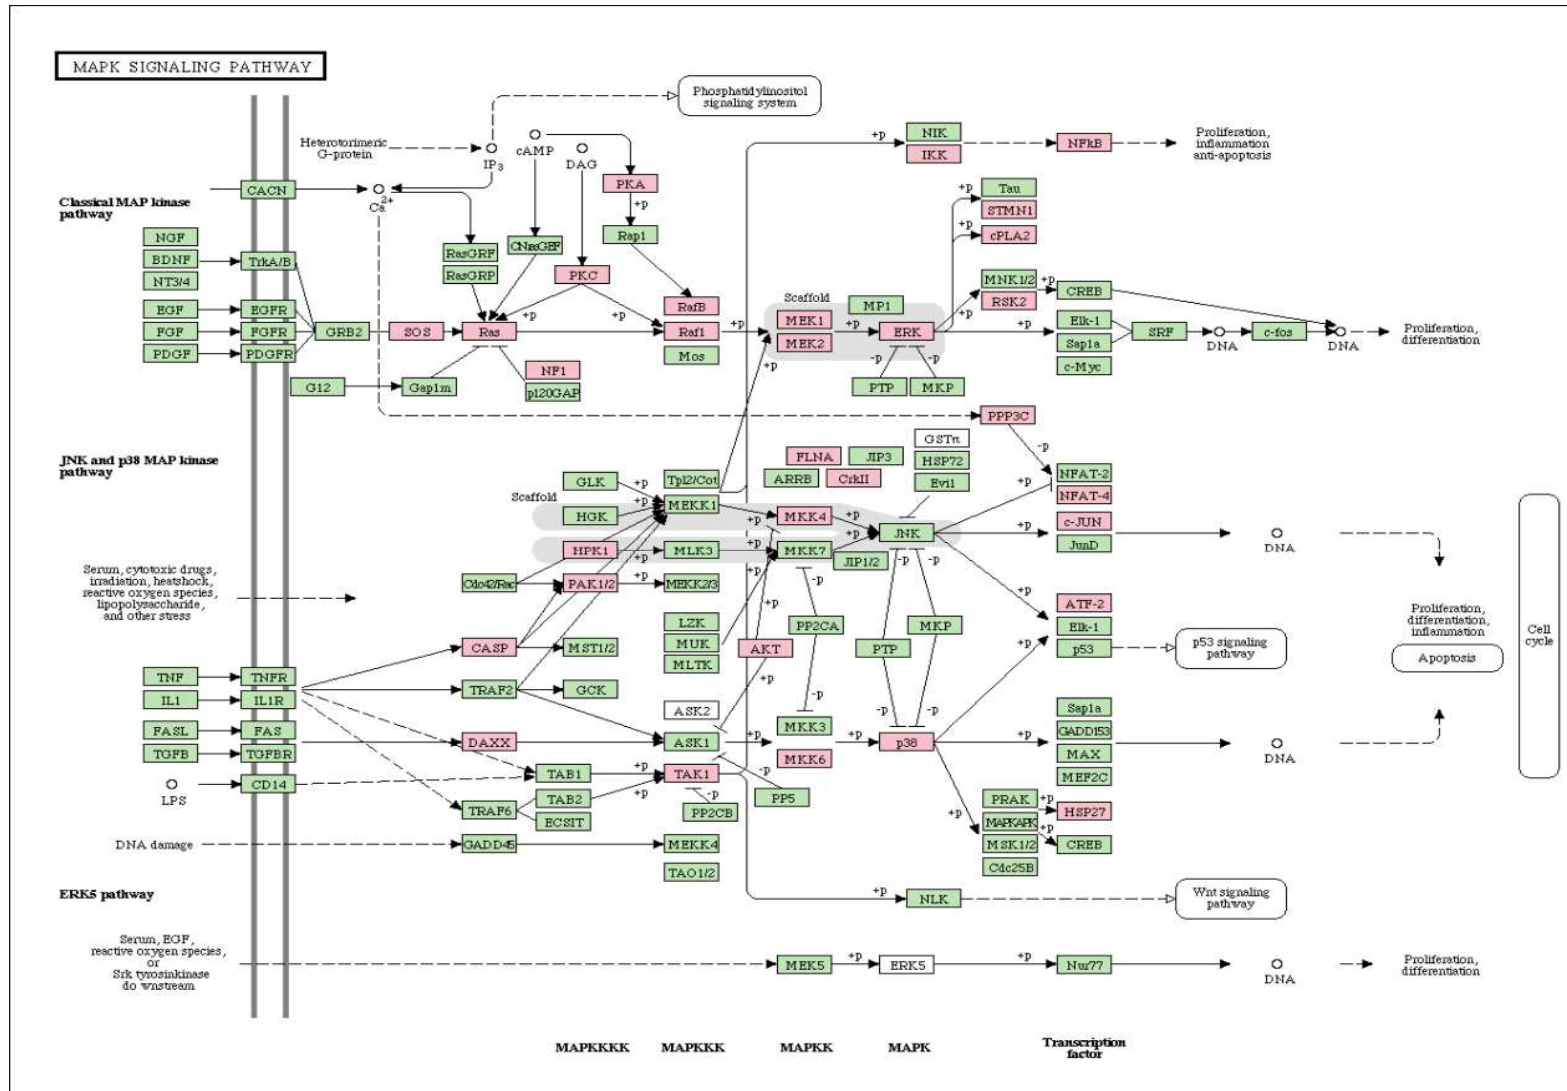 MAPK SIGNALING PATHWAY
Phosphatidylinositol
signaling system
Heterotorimeric
G-protein
IP3
cAMP
DAG
CACN
Ca2+
PKA
+p
Rap1
+p
NIK
IKK
NFkB
Proliferation,
inflammation
anti-apoptosis
Classical MAP kinase
pathway
NGF
BDNF
NT3/4
TrkA/B
EGF
EGFR
FGF
FGFR
PDGF
PDGFR
GRB2
SOS
Ras
RasGRF
RasGRP
CNrasGEF
PKC
+p
+p
RafB
Raf1
Mos
G12
Gap1m
NF1
p120GAP
+p
Scaffold
MP1
MEK1
MEK2
+p
ERK
-p
-p
PTP
MKP
+p
+p
Tau
STMN1
+p
cPLA2
+p
MNK1/2
RSK2
+p
CREB
+p
Elk-1
Sap1a
c-Myc
SRF
DNA
c-fos
DNA
Proliferation,
differentiation
PPP3C
-p
JNK and p38 MAP kinase
pathway
Scaffold
GLK
HGK
HPK1
PAK1/2
+p
+p
+p
+p
+p
Tpl2/Cot
MEKK1
MLK3
MEKK2/3
Cdc42/Rac
FLNA
JIP3
ARRB
CrkII
GSTπ
HSP72
Evi1
+p
MKK4
+p
JNK
+p
MKK7
+p
JIP1/2
+p
NFAT-2
NFAT-4
+p
c-JUN
JunD
DNA
Serum, cytotoxic drugs,
irradiation, heatshock,
reactive oxygen species,
lipopolysaccharide,
and other stress
CASP
MST1/2
LZK
MUK
MLTK
+p
AKT
+p
-p
PP2CA
-p
-p
-p
PTP
MKP
-p
-p
+p
ATF-2
Elk-1
p53
+p
p53 signaling
pathway
Proliferation,
differentiation,
inflammation
Apoptosis
Cell
cycle
TNF
TNFR
IL1
IL1R
FASL
FAS
TGFB
TGFBR
LPS
CD14
TRAF2
GCK
DAXX
ASK2
ASK1
+p
MKK3
MKK6
+p
p38
+p
Sap1a
GADD153
MAX
MEF2C
DNA
TAB1
+p
TAK1
TAB2
+p
ECSIT
TRAF6
-p
PP2CB
-p
PP5
+p
PRAK
MAPKAPK
MSK1/2
Cdc25B
+p
HSP27
+p
CREB
DNA damage
GADD45
MEKK4
TAO1/2
ERK5 pathway
+p
NLK
Wnt signaling
pathway
Serum, EGF,
reactive oxygen species,
or
Srk tyrosinkinase
do wnstream
MEK5
+p
ERK5
+p
Nur77
DNA
Proliferation,
differentiation
MAPKKKK
MAPKKK
MAPKK
MAPK
Transcription
factor